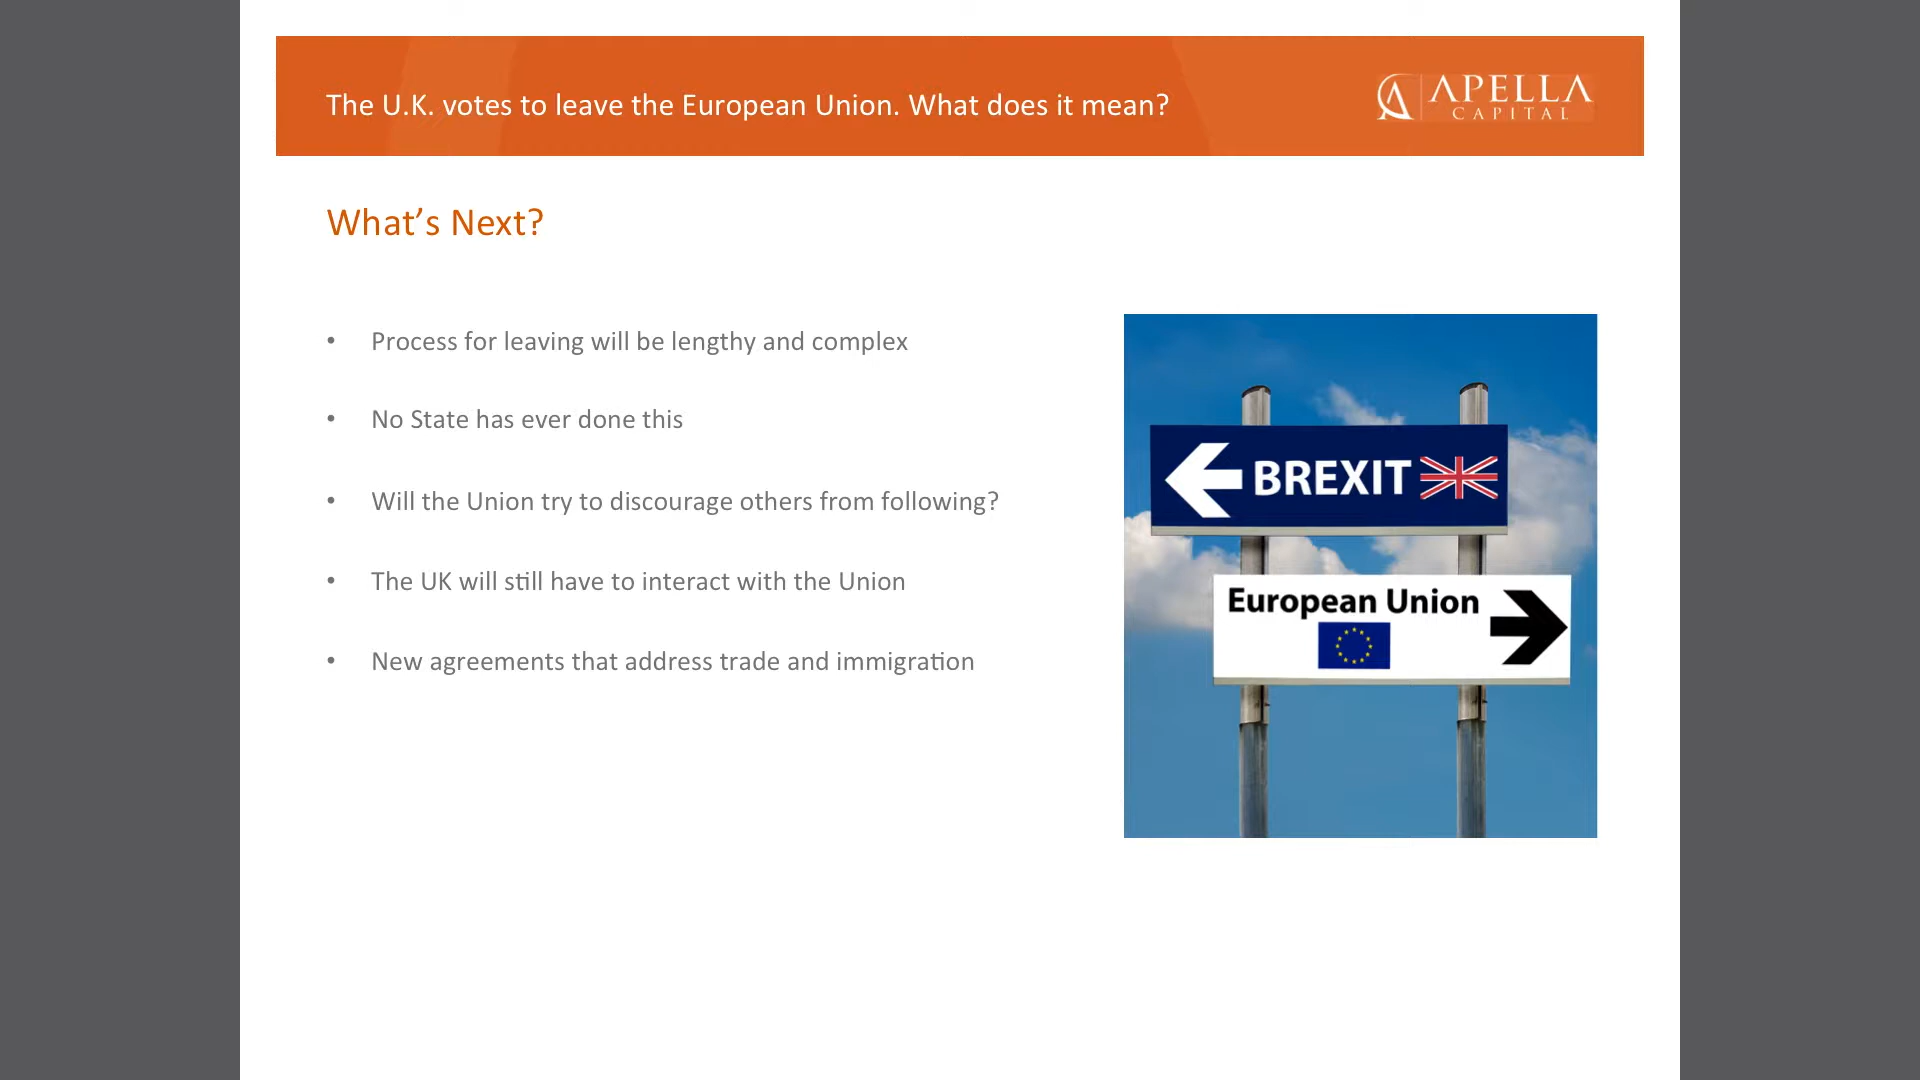 The U.K. votes to leave the European Union. What does it mean?
APELLA
CAPITAL
What’s Next?
• Process for leaving will be lengthy and complex
• No State has ever done this
• Will the Union try to discourage others from following?
• The UK will still have to interact with the Union
• New agreements that address trade and immigration
BREXIT
European Union